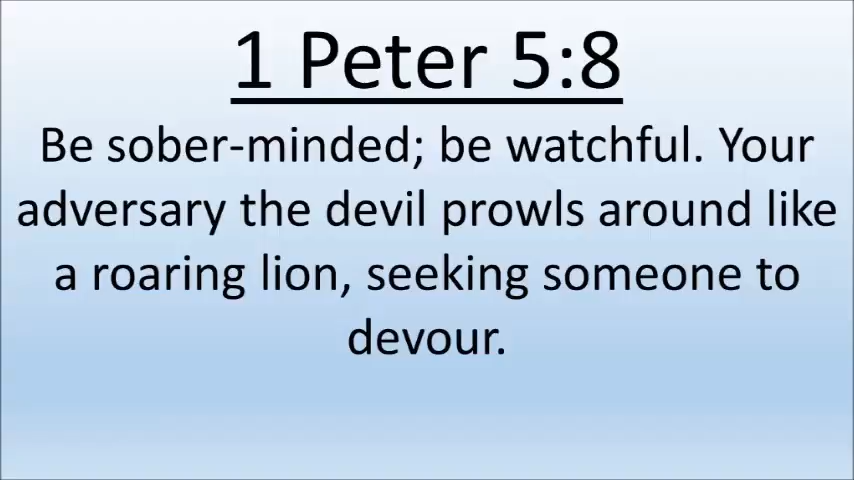 1 Peter 5:8
Be sober-minded; be watchful. Your
adversary the devil prowls around like
a roaring lion, seeking someone to
devour.